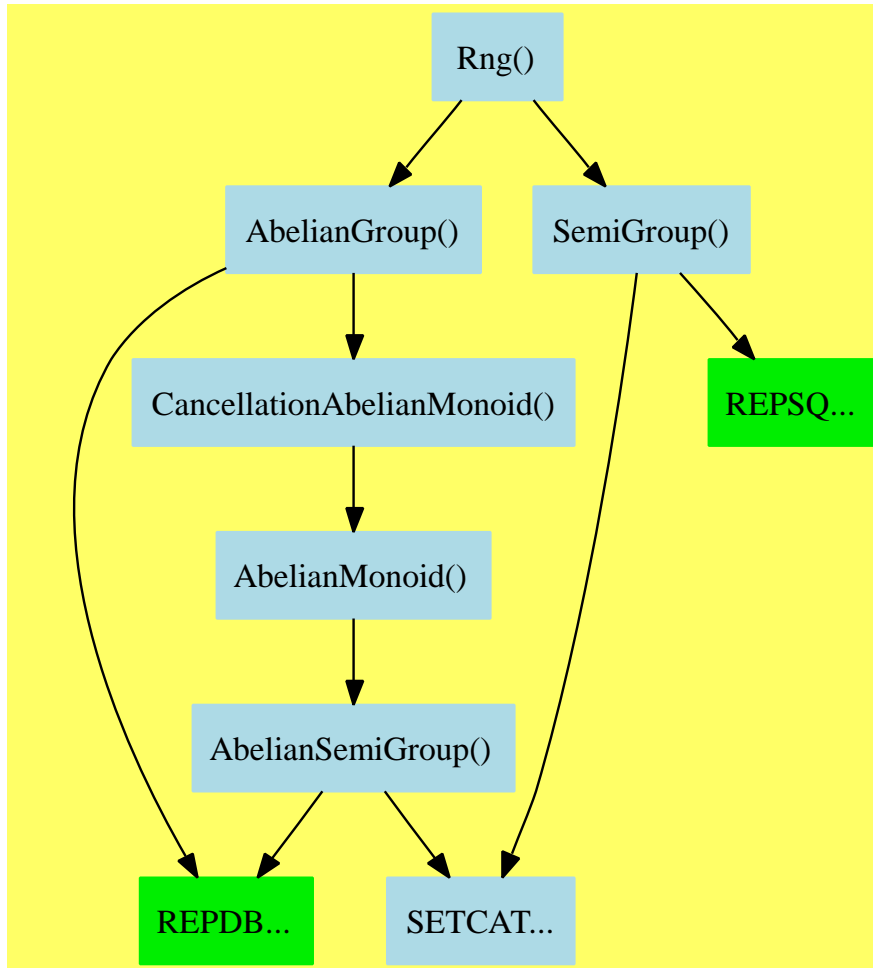 Rng()
AbelianGroup()
SemiGroup()
CancellationAbelianMonoid()
REPSQ...
AbelianMonoid()
AbelianSemiGroup()
REPDB...
SETCAT...